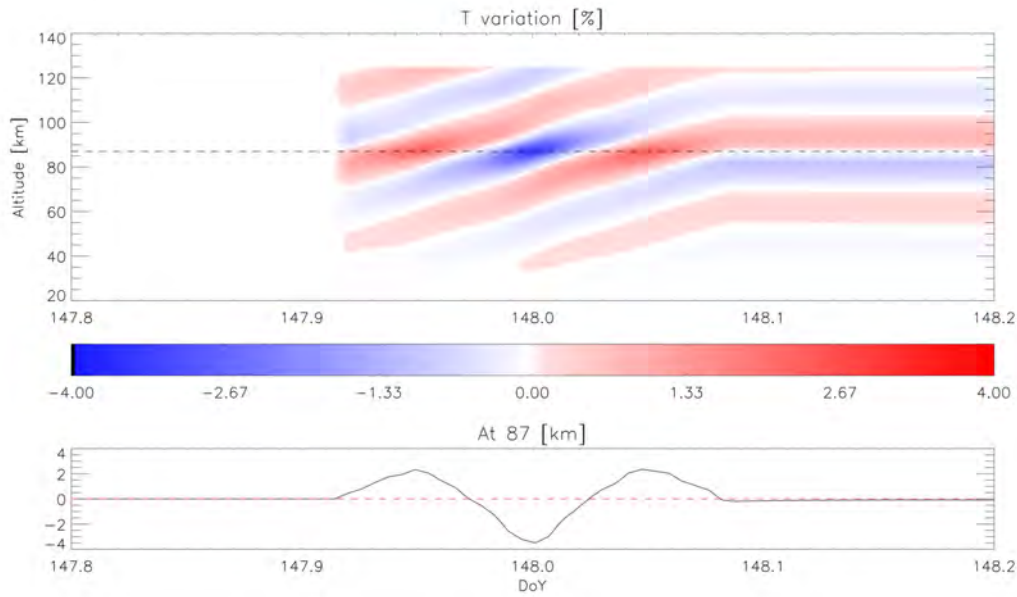 T variation [%]
140
120
100
80
60
40
20
Altitude [km]
147.8 147.9 148.0 148.1 148.2
-4.00 -2.67 -1.33 0.00 1.33 2.67 4.00
At 87 [km]
4
2
0
-2
-4
147.8 147.9 148.0 148.1 148.2
DoY